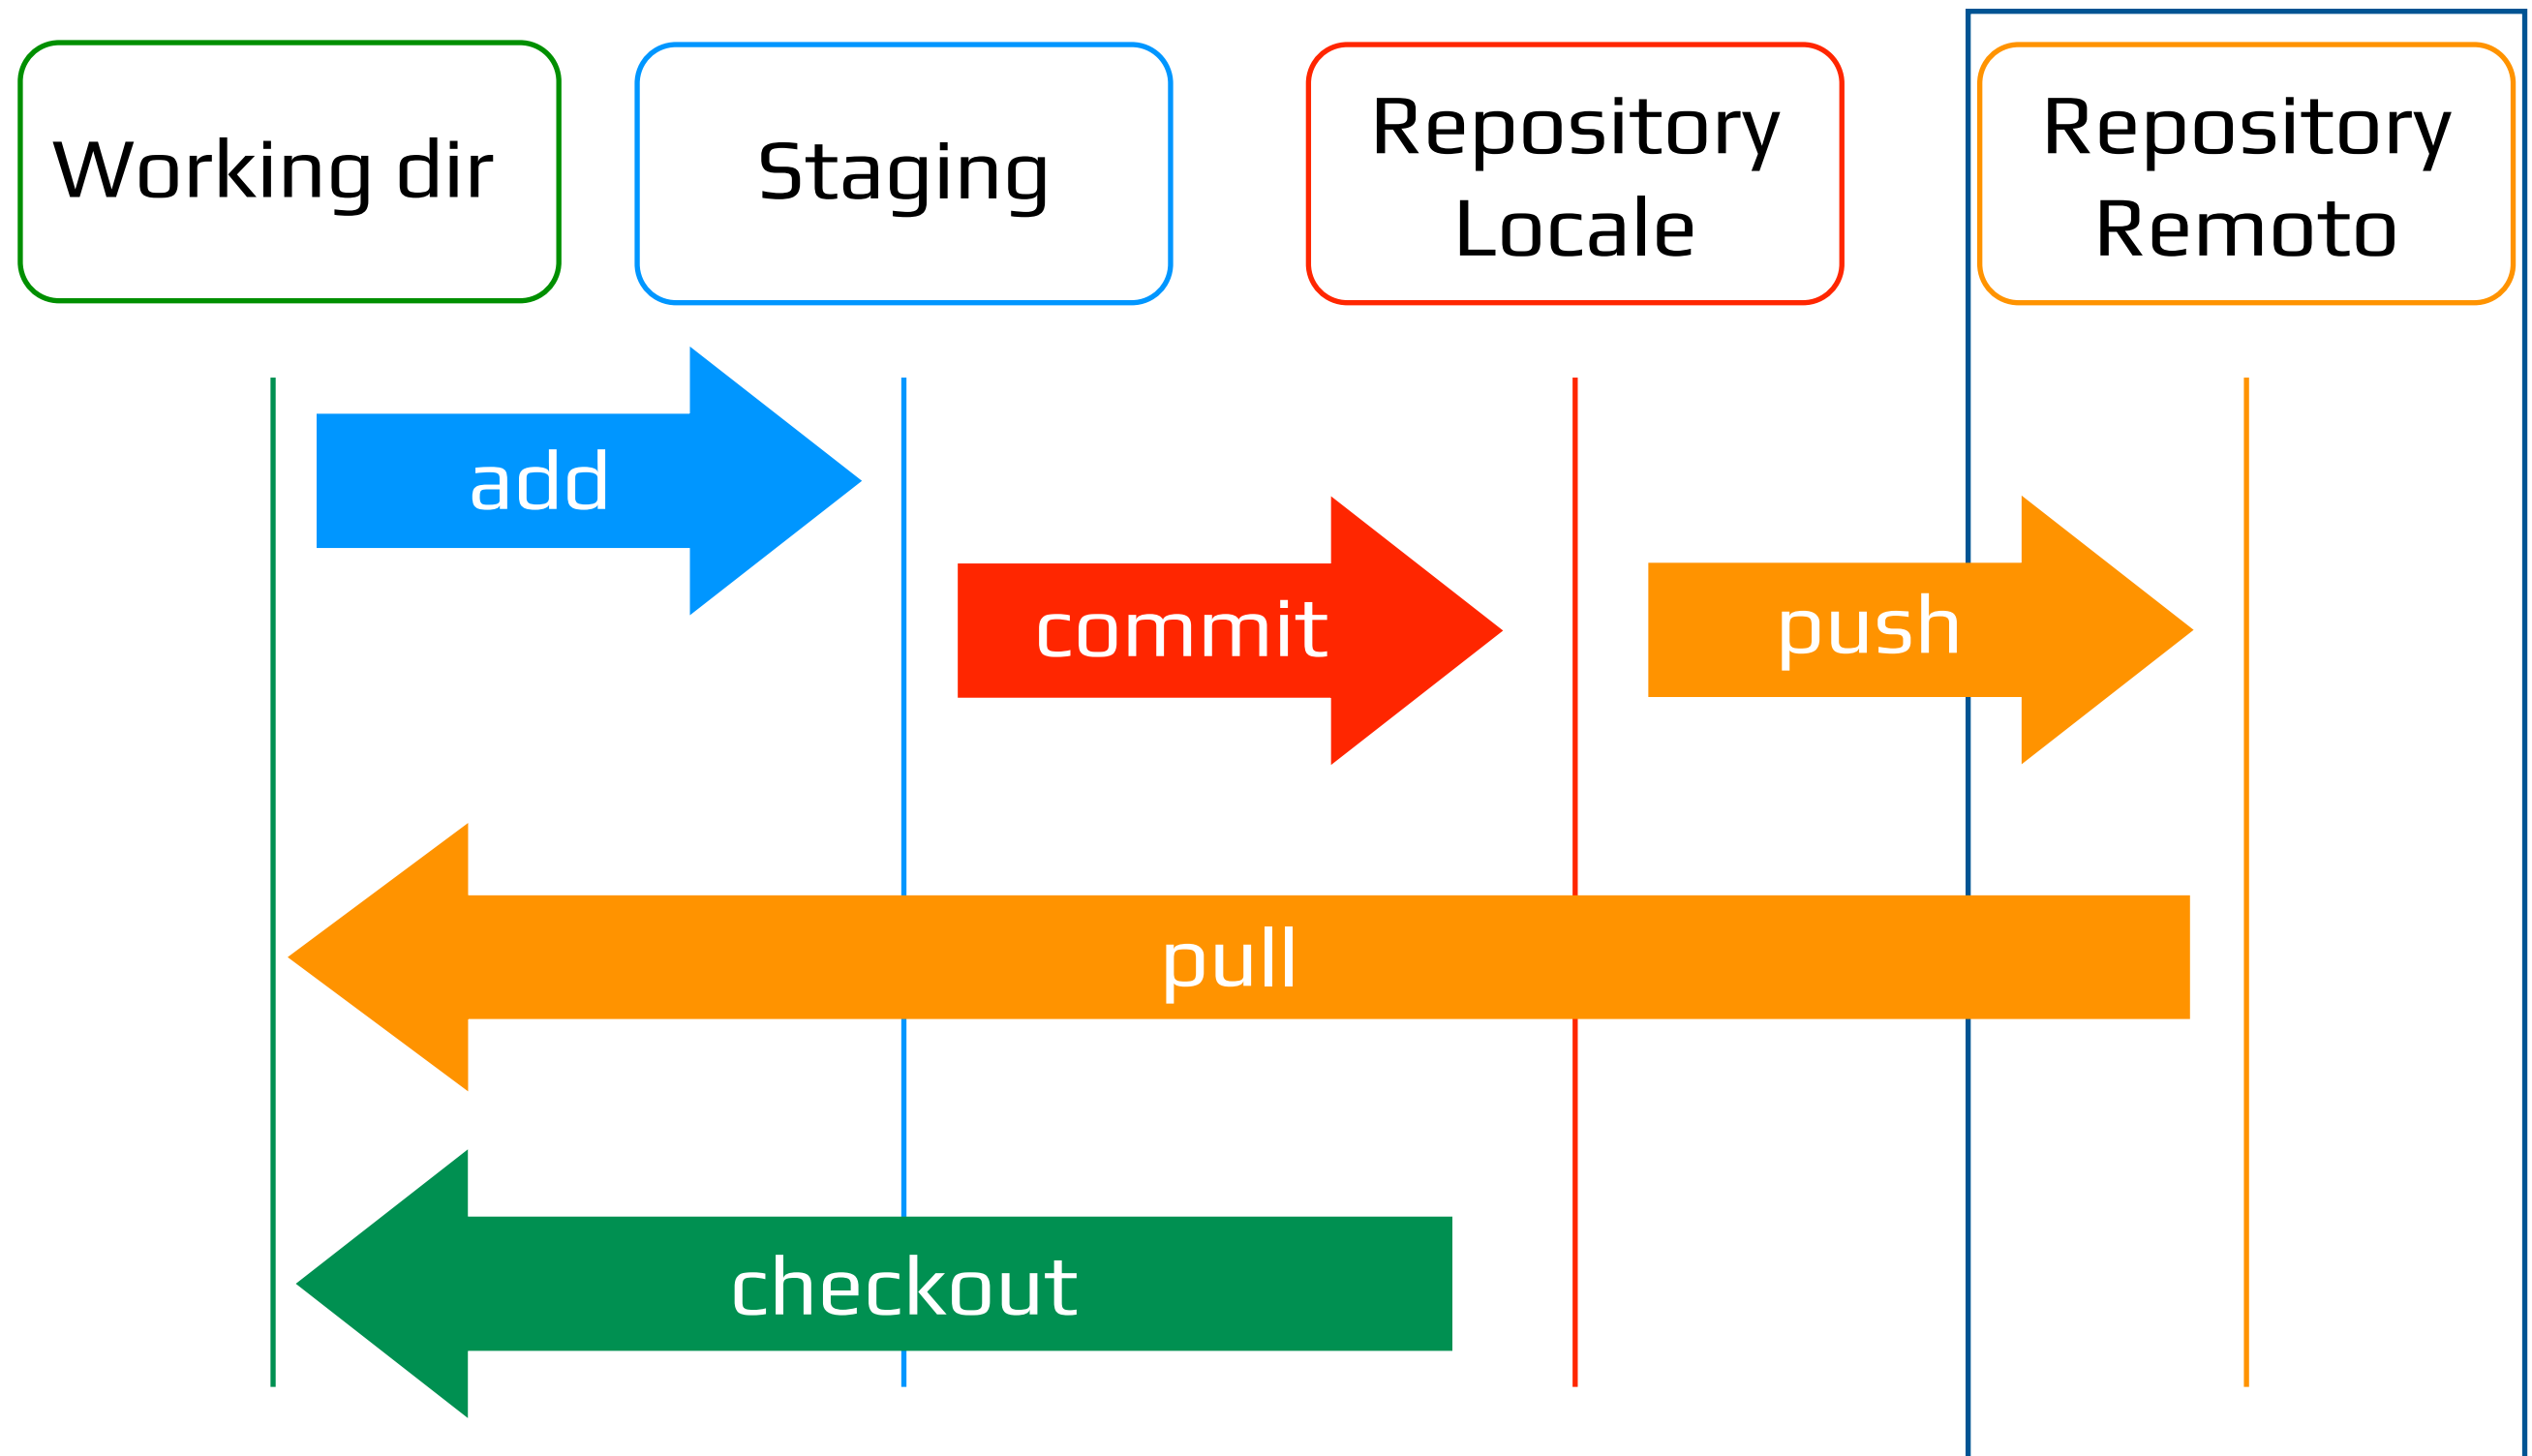 Working dir
Staging
Repository
Locale
Repository
Remoto
add
commit
push
pull
checkout